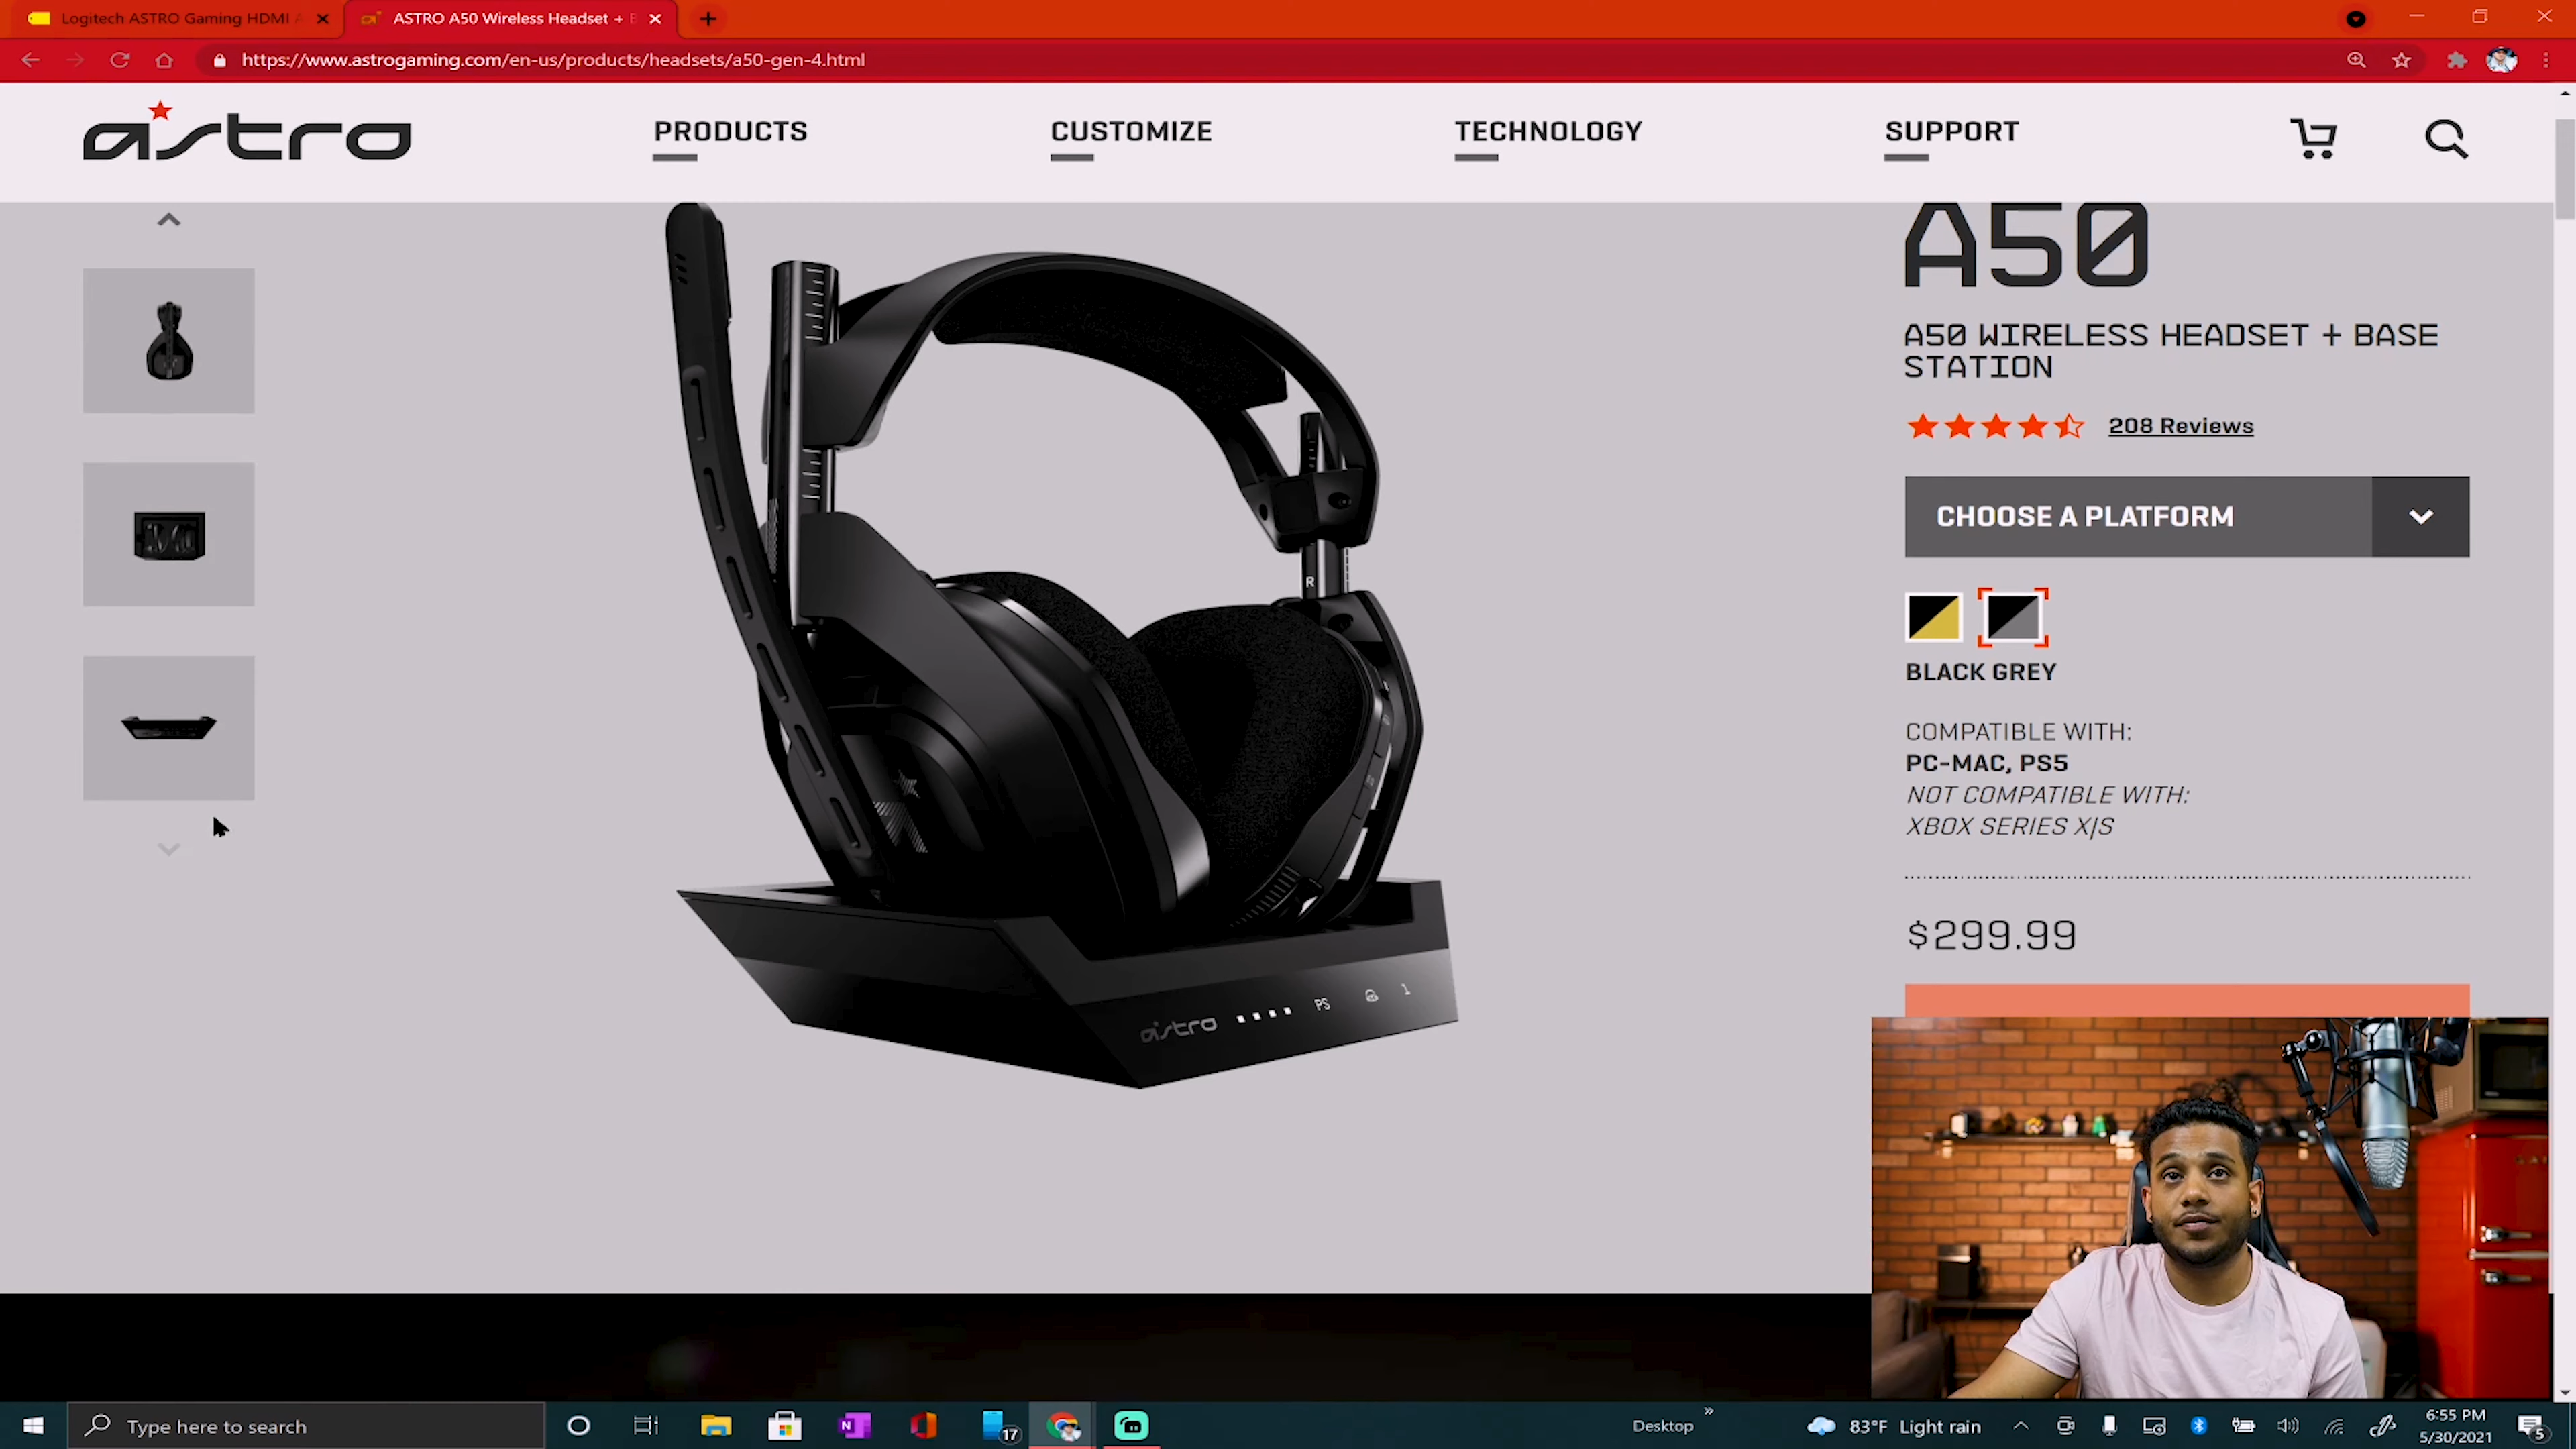 Logitech ASTRO Gaming HDMI A
ASTRO A50 Wireless Headset + B
https://www.astrogaming.com/en-us/products/headsets/a50-gen-4.html
astro
PRODUCTS
CUSTOMIZE
TECHNOLOGY
SUPPORT
A50
A50 WIRELESS HEADSET + BASE
STATION
208 Reviews
CHOOSE A PLATFORM
BLACK GREY
COMPATIBLE WITH:
PC-MAC, PS5
NOT COMPATIBLE WITH:
XBOX SERIES X|S
$299.99
R
astro
PS
1
Type here to search
N
17
Desktop
83°F Light rain
6:55 PM
5/30/2021
5